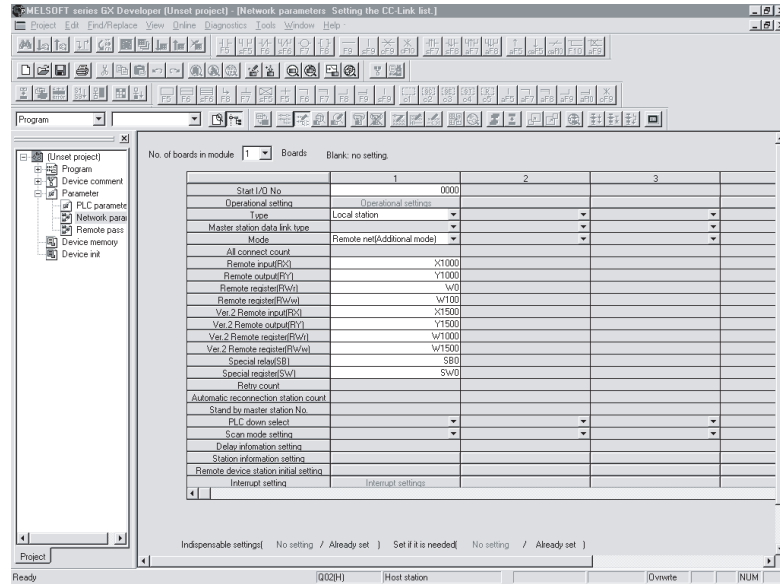 MELSOFT series GX Developer (Unset project) - [Network parameters  Setting the CC-Link list.]
Project Edit Find/Replace View Online Diagnostics Tools Window Help
Program
(Unset project)
Program
Device comment
Parameter
PLC paramete
Network parar
Remote pass
Device memory
Device init
Project
No. of boards in module 1 Boards Blank: no setting.
1 2 3
Start I/O No 0000
Operational setting Operational settings
Type Local station
Master station data link type
Mode Remote net(Additional mode)
All connect count
Remote input(RX) X1000
Remote output(RY) Y1000
Remote register(RWr) W0
Remote register(RWw) W100
Ver.2 Remote input(RX) X1500
Ver.2 Remote output(RY) Y1500
Ver.2 Remote register(RWr) W1000
Ver.2 Remote register(RWw) W1500
Special relay(SB) SB0
Special register(SW) SW0
Retry count
Automatic reconnection station count
Stand by master station No.
PLC down select
Scan mode setting
Delay infomation setting
Station information setting
Remote device station initial setting
Interrupt setting Interrupt settings
Indispensable settings( No setting / Already set ) Set if it is needed( No setting / Already set )
Ready Q02(H) Host station Ovrwrte NUM